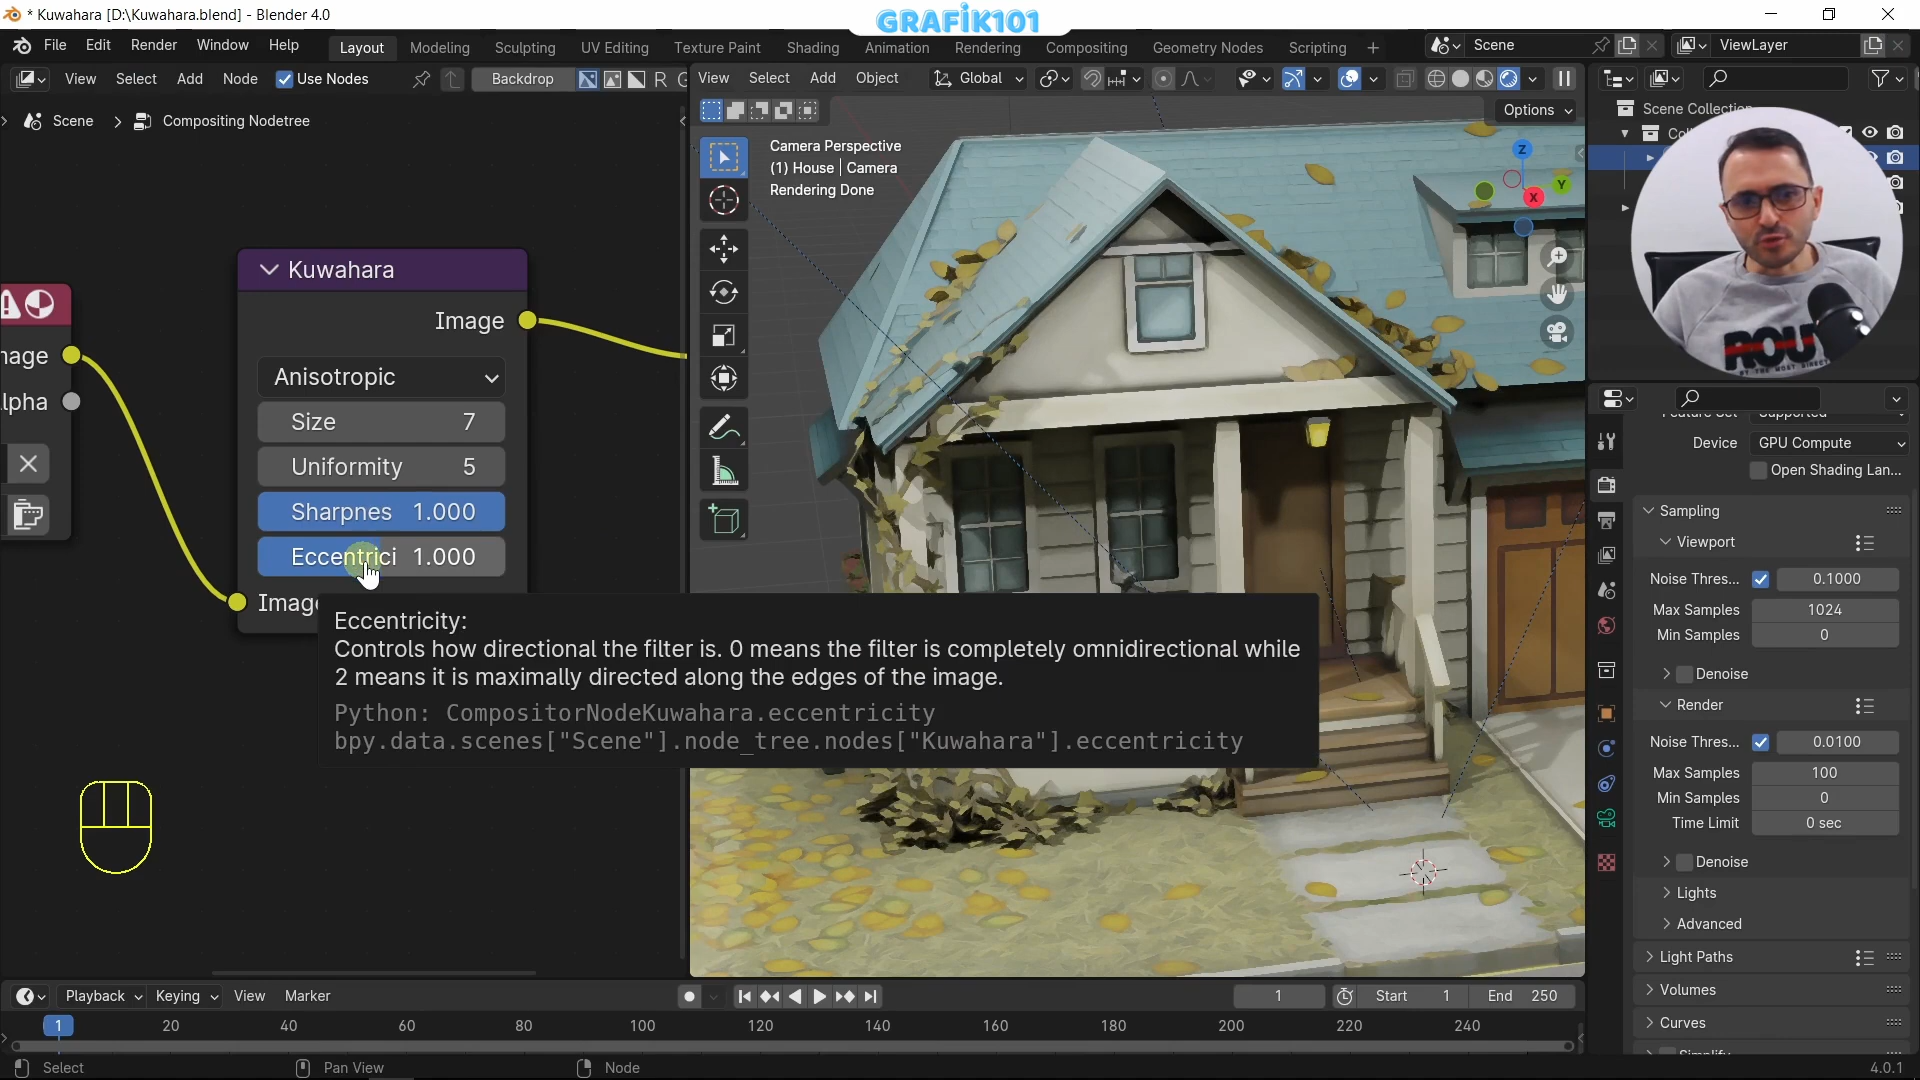 * Kuwahara [D:\Kuwahara.blend] - Blender 4.0
GRAFİK101
File Edit Render Window Help
Layout Modeling Sculpting UV Editing Texture Paint Shading Animation Rendering Compositing Geometry Nodes Scripting +
Scene
ViewLayer
View Select Add Node Use Nodes
Backdrop
R
View Select Add Object
Global
Options
Scene > Compositing Nodetree
Camera Perspective
(1) House | Camera
Rendering Done
Z
Y
X
Scene Collection
Kuwahara
Image
Anisotropic
Size 7
Uniformity 5
Sharpnes 1.000
Eccentrici 1.000
Imag
nage
lpha
Eccentricity:
Controls how directional the filter is. 0 means the filter is completely omnidirectional while
2 means it is maximally directed along the edges of the image.
Python: CompositorNodeKuwahara.eccentricity
bpy.data.scenes["Scene"].node_tree.nodes["Kuwahara"].eccentricity
Device GPU Compute
Open Shading Lan...
Sampling
Viewport
Noise Thres... 0.1000
Max Samples 1024
Min Samples 0
Denoise
Render
Noise Thres... 0.0100
Max Samples 100
Min Samples 0
Time Limit 0 sec
Denoise
Lights
Advanced
Light Paths
Volumes
Curves
Playback Keying View Marker
1
Start 1
End 250
1 20 40 60 80 100 120 140 160 180 200 220 240
Select
Pan View
Node
4.0.1